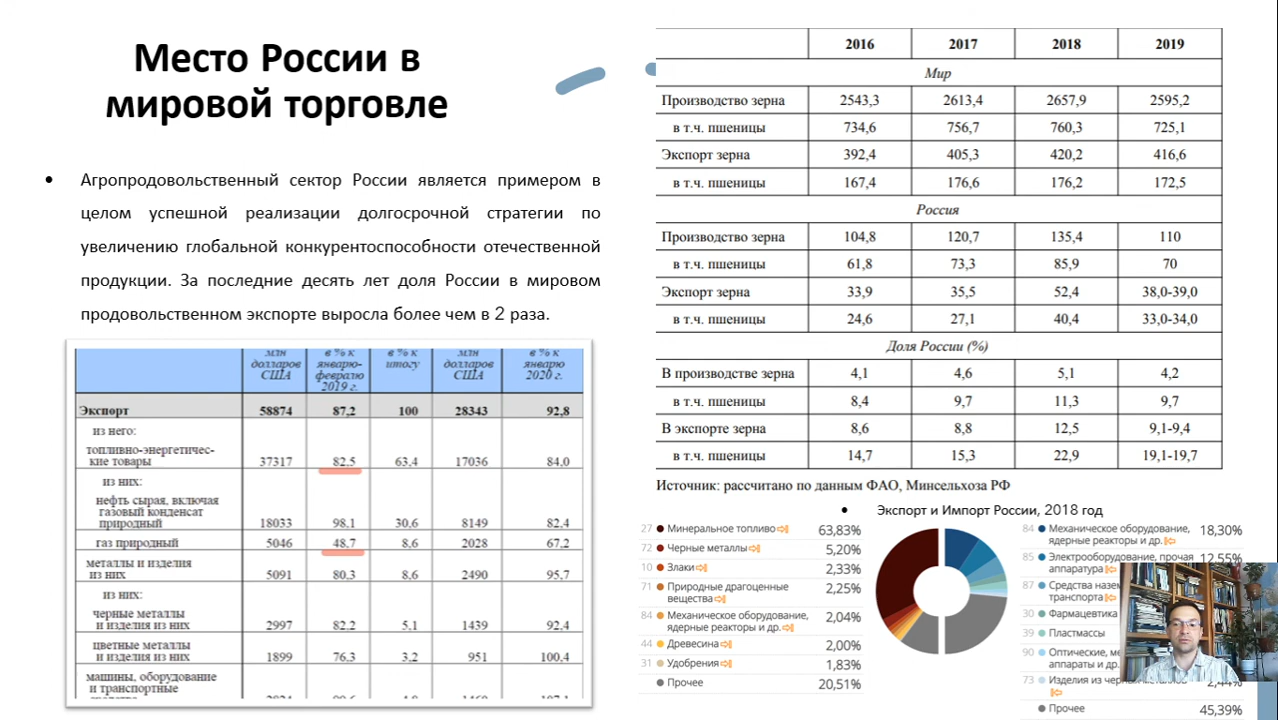 Место России в
мировой торговле
• Агропродовольственный сектор России является примером в
целом успешной реализации долгосрочной стратегии по
увеличению глобальной конкурентоспособности отечественной
продукции. За последние десять лет доля России в мировом
продовольственном экспорте выросла более чем в 2 раза.
млн долларов США в % к январю-февралю 2019 г. в % к итогу млн долларов США в % к январю 2020 г.
Экспорт 58874 87,2 100 28343 92,8
из него:
топливно-энергетичес-
кие товары 37317 82,5 63,4 17036 84,0
из них:
нефть сырая, включая
газовый конденсат
природный 18033 98,1 30,6 8149 82,4
газ природный 5046 48,7 8,6 2028 67,2
металлы и изделия
из них 5091 80,3 8,6 2490 95,7
из них:
черные металлы
и изделия из них 2997 82,2 5,1 1439 92,4
цветные металлы
и изделия из них 1899 76,3 3,2 951 100,4
машины, оборудование
и транспортные
2016 2017 2018 2019
Мир
Производство зерна 2543,3 2613,4 2657,9 2595,2
в т.ч. пшеницы 734,6 756,7 760,3 725,1
Экспорт зерна 392,4 405,3 420,2 416,6
в т.ч. пшеницы 167,4 176,6 176,2 172,5
Россия
Производство зерна 104,8 120,7 135,4 110
в т.ч. пшеницы 61,8 73,3 85,9 70
Экспорт зерна 33,9 35,5 52,4 38,0-39,0
в т.ч. пшеницы 24,6 27,1 40,4 33,0-34,0
Доля России (%)
В производстве зерна 4,1 4,6 5,1 4,2
в т.ч. пшеницы 8,4 9,7 11,3 9,7
В экспорте зерна 8,6 8,8 12,5 9,1-9,4
в т.ч. пшеницы 14,7 15,3 22,9 19,1-19,7
Источник: рассчитано по данным ФАО, Минсельхоза РФ
• Экспорт и Импорт России, 2018 год
27 Минеральное топливо 63,83%
72 Черные металлы 5,20%
10 Злаки 2,33%
71 Природные драгоценные
вещества 2,25%
84 Механическое оборудование,
ядерные реакторы и др. 2,04%
44 Древесина 2,00%
31 Удобрения 1,83%
Прочее 20,51%
84 Механическое оборудование,
ядерные реакторы и др. 18,30%
85 Электрооборудование, прочая
аппаратура 12,55%
87 Средства
транспорта
30 Фармацевтика
39 Пластмассы
90 Оптические,
аппараты и др.
73 Изделия из черных металлов 2,44%
Прочее 45,39%